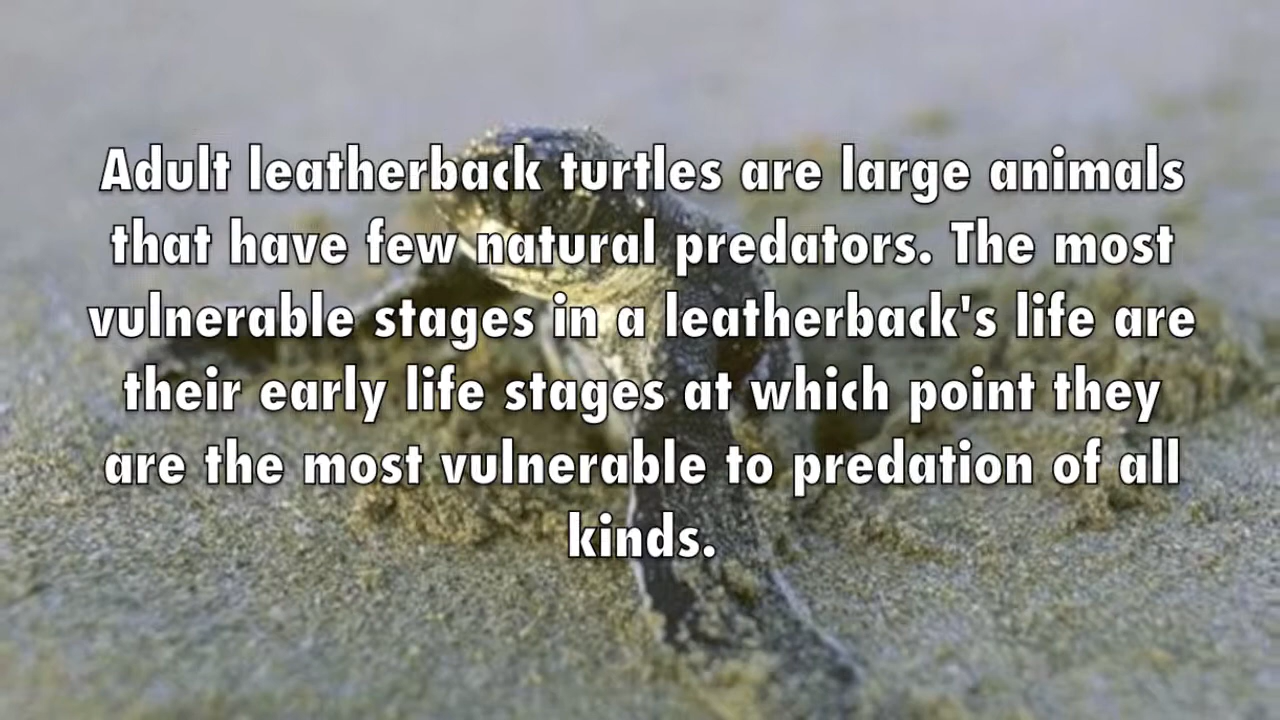 Adult leatherback turtles are large animals
that have few natural predators. The most
vulnerable stages in a leatherback's life are
their early life stages at which point they
are the most vulnerable to predation of all
kinds.